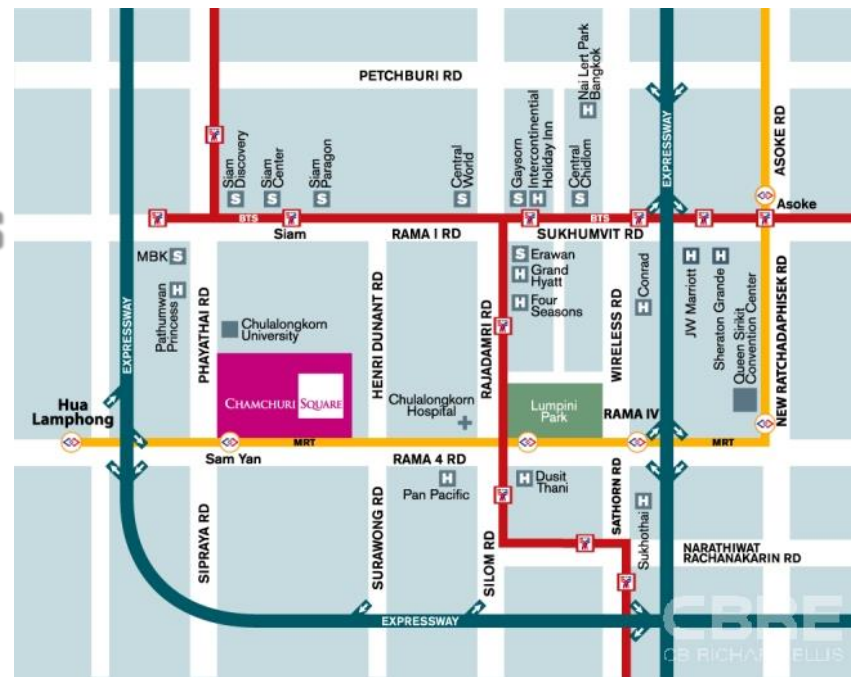 PETCHBURI RD
Nai Lert Park
Bangkok
H
EXPRESSWAY
ASOKE RD
Siam
Discovery
S
Siam
Center
S
Siam
Paragon
S
Central
World
S
Gaysorn
S
Intercontinental
Holiday Inn
H
Central
Chidlom
S
Asoke
BTS
BTS
Siam
RAMA I RD
SUKHUMVIT RD
MBK S
Pathumwan
Princess
H
EXPRESSWAY
PHAYATHAI RD
Chulalongkorn
University
HENRI DUNANT RD
RAJADAMRI RD
S Erawan
H Grand
Hyatt
H Four
Seasons
WIRELESS RD
Conrad
H
H
JW Marriott
H
Sheraton Grande
Queen Sirikit
Convention Center
NEW RATCHADAPHISEK RD
CHAMCHURI SQUARE
Chulalongkorn
Hospital
Lumpini
Park
RAMA IV
Hua
Lamphong
MRT
MRT
Sam Yan
RAMA 4 RD
H
Pan Pacific
H Dusit
Thani
SIPRAYA RD
SURAWONG RD
SILOM RD
SATHORN RD
H
Sukhothai
NARATHIWAT
RACHANAKARIN RD
EXPRESSWAY
CBRE
CB RICHARD ELLIS